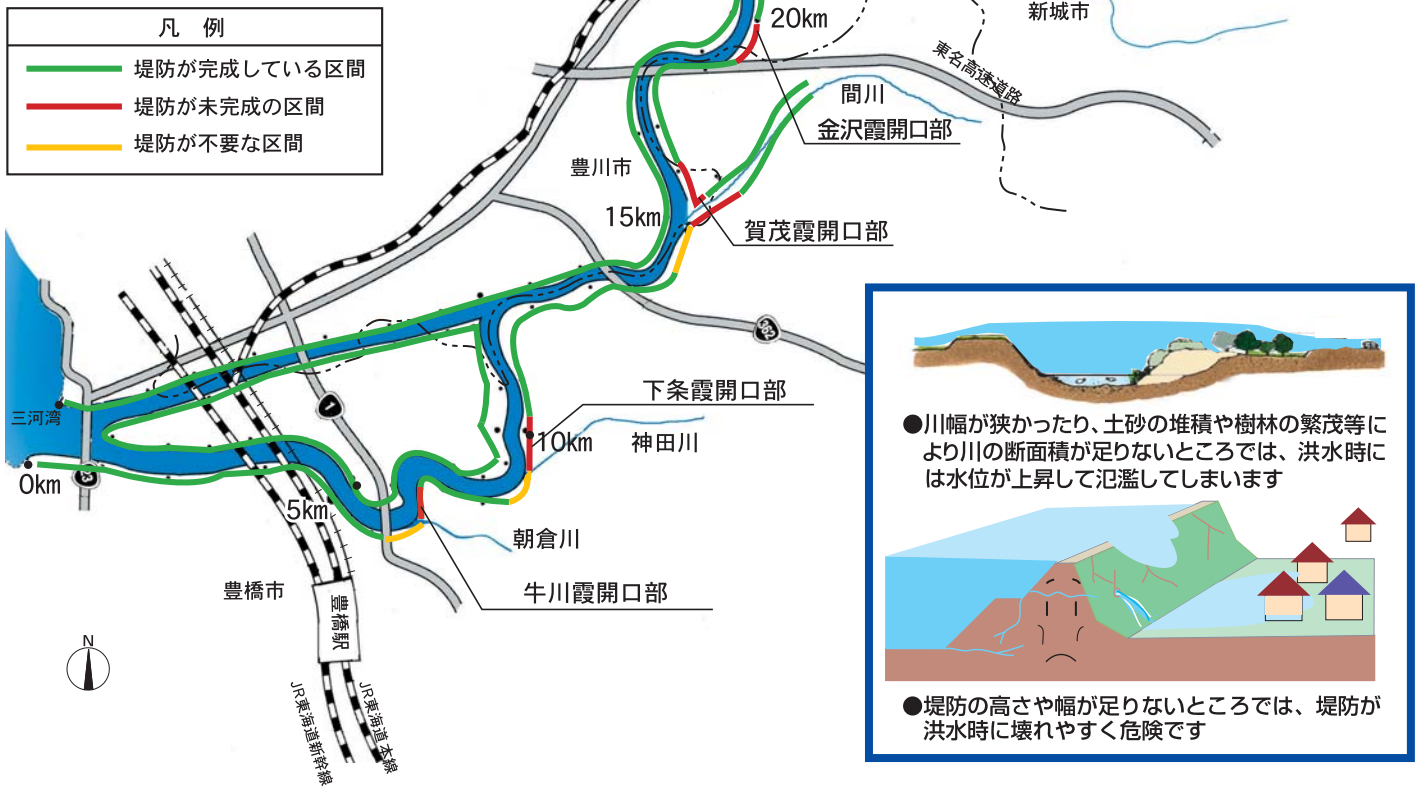 凡 例
堤防が完成している区間
堤防が未完成の区間
堤防が不要な区間
20km
新城市
東名高速道路
間川
金沢霞開口部
豊川市
15km
賀茂霞開口部
三河湾
1
下条霞開口部
10km
神田川
0km
23
5km
朝倉川
豊橋市
牛川霞開口部
豊橋駅
N
JR東海道新幹線
JR東海道本線
●川幅が狭かったり、土砂の堆積や樹林の繁茂等に
より川の断面積が足りないところでは、洪水時に
は水位が上昇して氾濫してしまいます
●堤防の高さや幅が足りないところでは、堤防が
洪水時に壊れやすく危険です